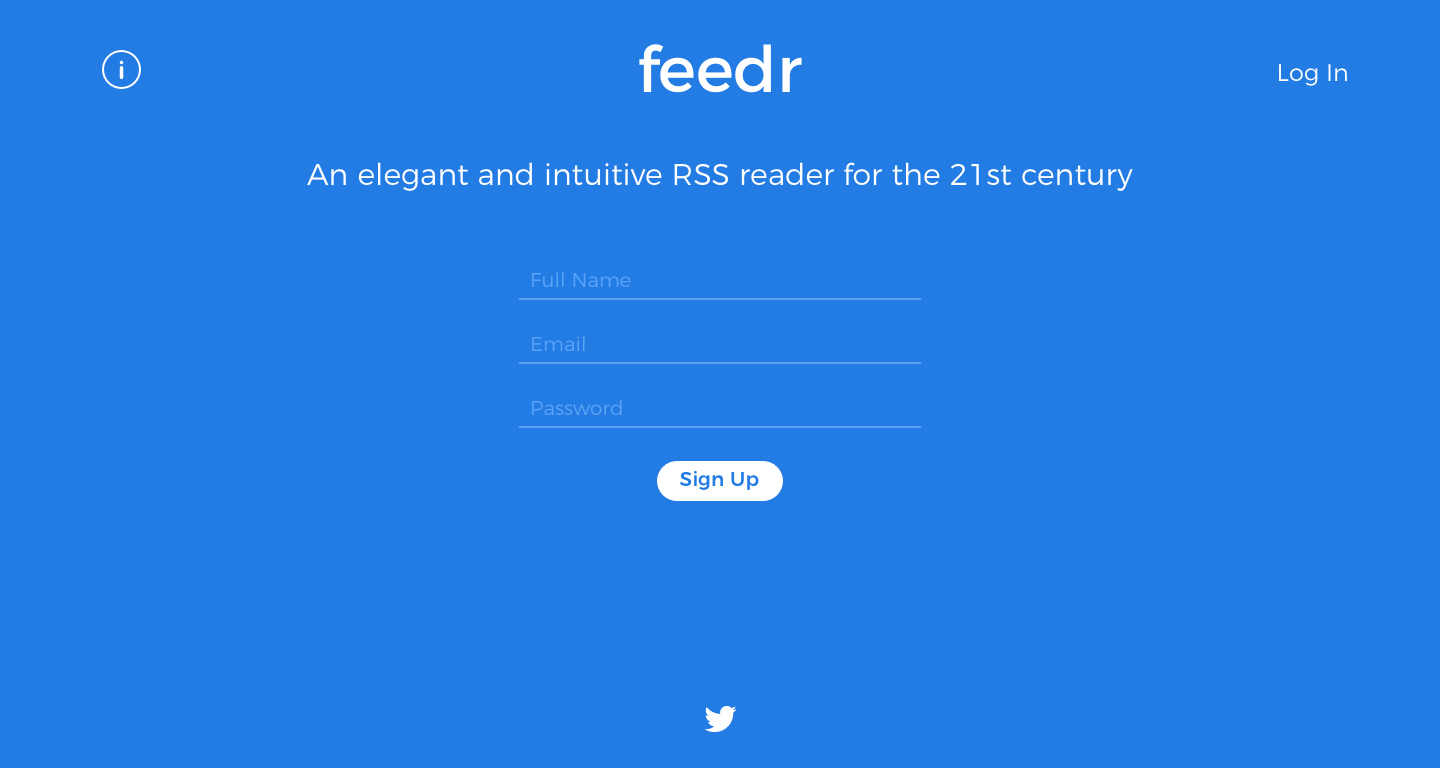 i
feedr
Log In
An elegant and intuitive RSS reader for the 21st century
Full Name
Email
Password
Sign Up